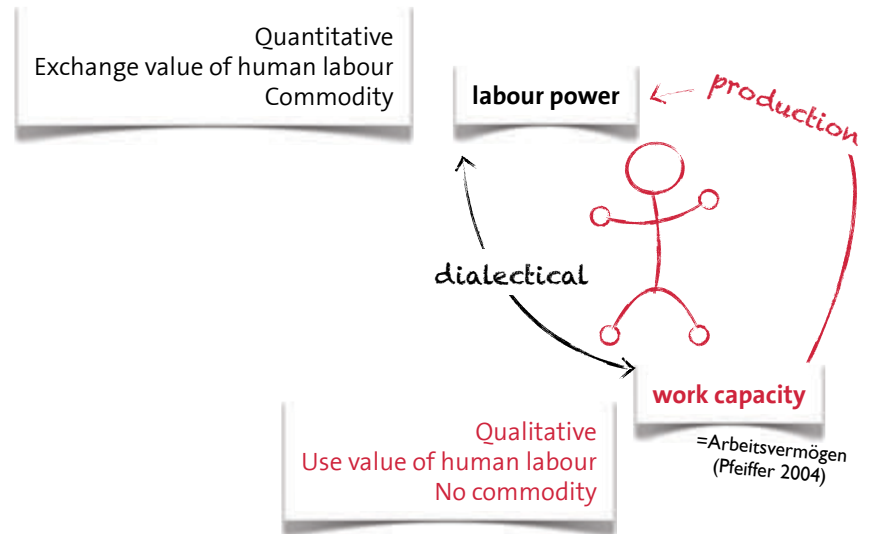 Quantitative
Exchange value of human labour
Commodity
labour power
production
dialectical
work capacity
=Arbeitsvermögen
(Pfeiffer 2004)
Qualitative
Use value of human labour
No commodity